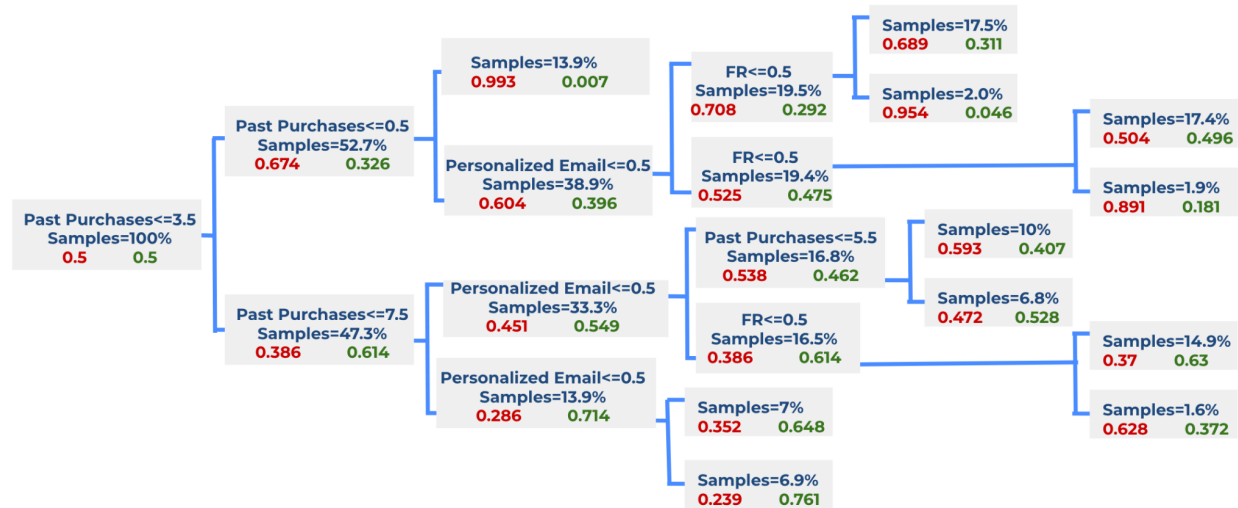 Past Purchases<=3.5
Samples=100%
0.5 0.5
Past Purchases<=0.5
Samples=52.7%
0.674 0.326
Past Purchases<=7.5
Samples=47.3%
0.386 0.614
Samples=13.9%
0.993 0.007
Personalized Email<=0.5
Samples=38.9%
0.604 0.396
Personalized Email<=0.5
Samples=33.3%
0.451 0.549
Personalized Email<=0.5
Samples=13.9%
0.286 0.714
FR<=0.5
Samples=19.5%
0.708 0.292
FR<=0.5
Samples=19.4%
0.525 0.475
Past Purchases<=5.5
Samples=16.8%
0.538 0.462
FR<=0.5
Samples=16.5%
0.386 0.614
Samples=7%
0.352 0.648
Samples=6.9%
0.239 0.761
Samples=17.5%
0.689 0.311
Samples=2.0%
0.954 0.046
Samples=10%
0.593 0.407
Samples=6.8%
0.472 0.528
Samples=17.4%
0.504 0.496
Samples=1.9%
0.891 0.181
Samples=14.9%
0.37 0.63
Samples=1.6%
0.628 0.372